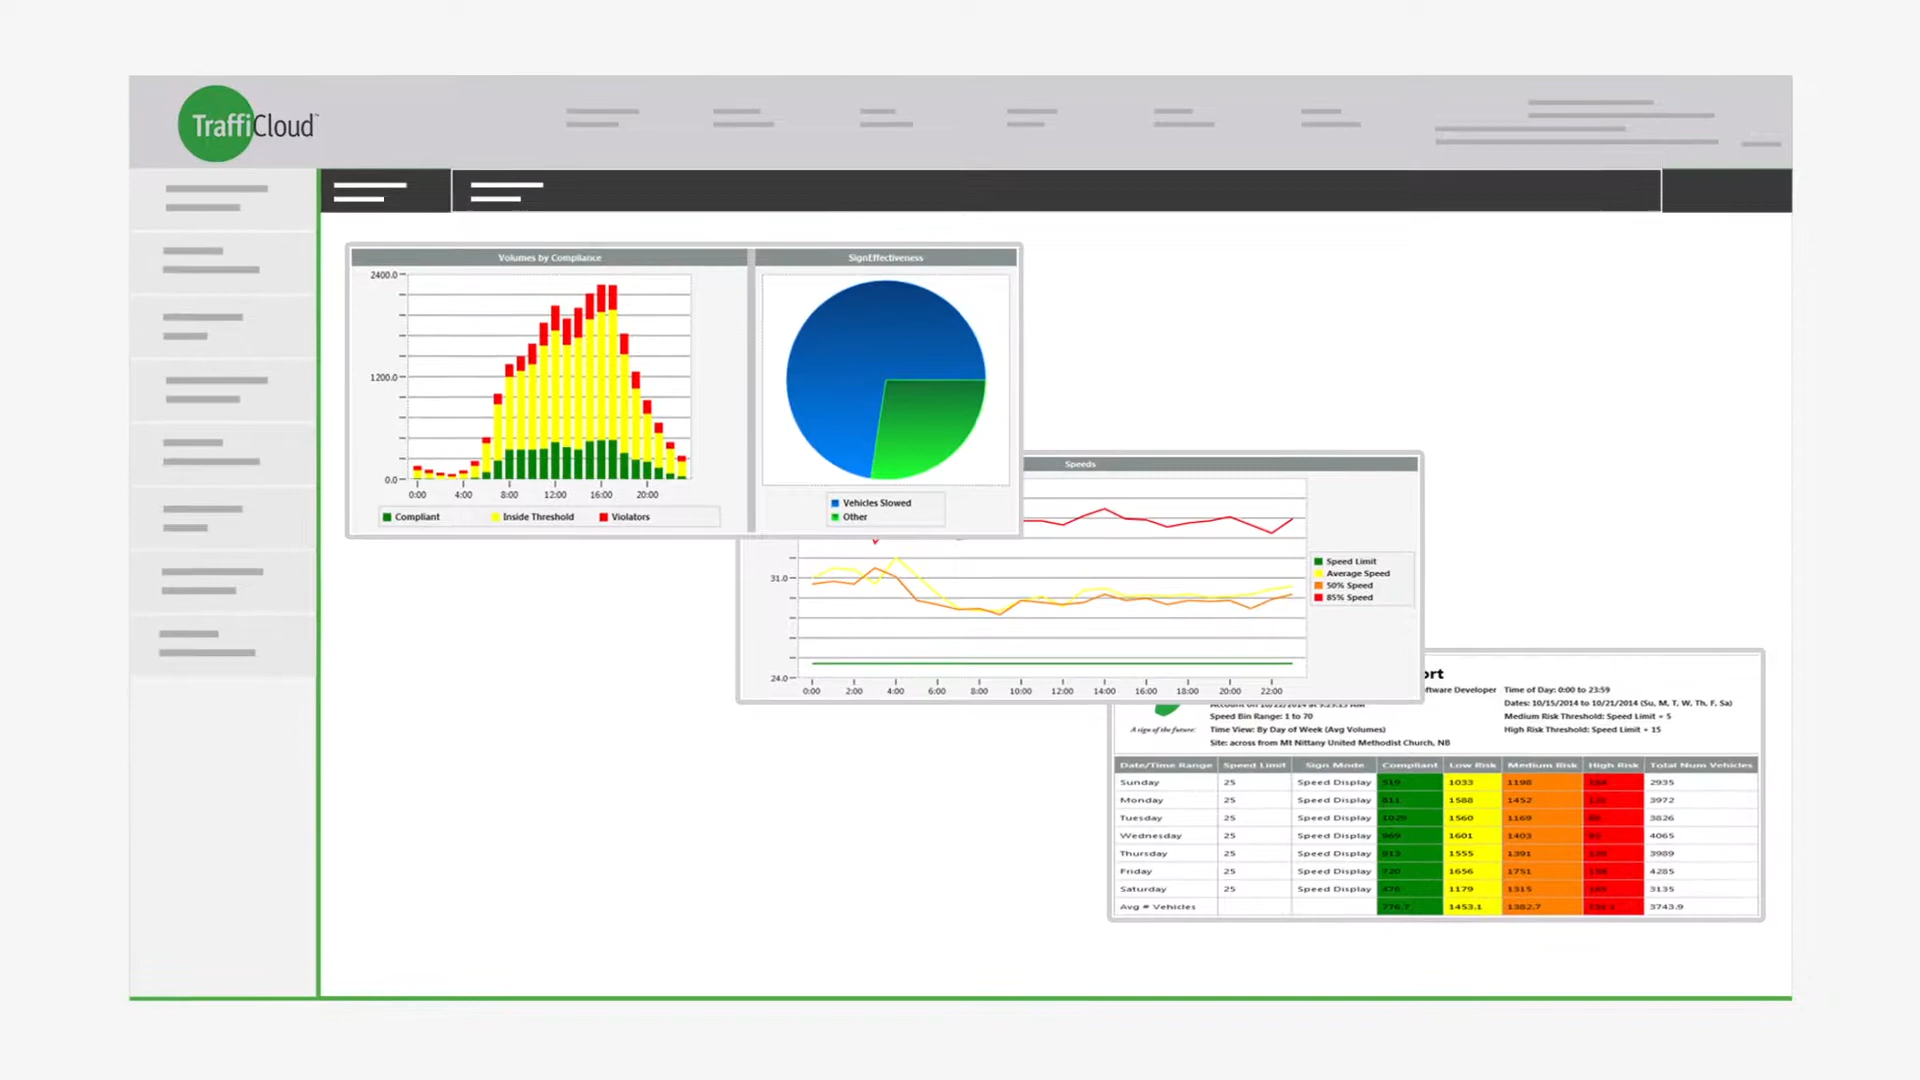 TraffiCloud™
Volumes by Compliance
2400.0
1200.0
0.0
0:00 4:00 8:00 12:00 16:00 20:00
Compliant Inside Threshold Violators
SignEffectiveness
Vehicles Slowed
Other
Speeds
31.0
24.0
0:00 2:00 4:00 6:00 8:00 10:00 12:00 14:00 16:00 18:00 20:00 22:00
Speed Limit
Average Speed
50% Speed
85% Speed
ort
ftware Developer Time of Day: 0:00 to 23:59
Dates: 10/15/2014 to 10/21/2014 (Su, M, T, W, Th, F, Sa)
Speed Bin Range: 1 to 70 Medium Risk Threshold: Speed Limit + 5
A sign of the future. Time View: By Day of Week (Avg Volumes) High Risk Threshold: Speed Limit + 15
Site: across from Mt Nittany United Methodist Church, NB
Date/Time Range Speed Limit Sign Mode Compliant Low Risk Medium Risk High Risk Total Num Vehicles
Sunday 25 Speed Display 1033 1198 2935
Monday 25 Speed Display 1588 1452 3972
Tuesday 25 Speed Display 1029 1560 1169 3826
Wednesday 25 Speed Display 1601 1403 4065
Thursday 25 Speed Display 1555 1391 3989
Friday 25 Speed Display 720 1656 1751 4285
Saturday 25 Speed Display 1179 1315 3135
Avg # Vehicles 776.7 1453.1 1382.7 3743.9